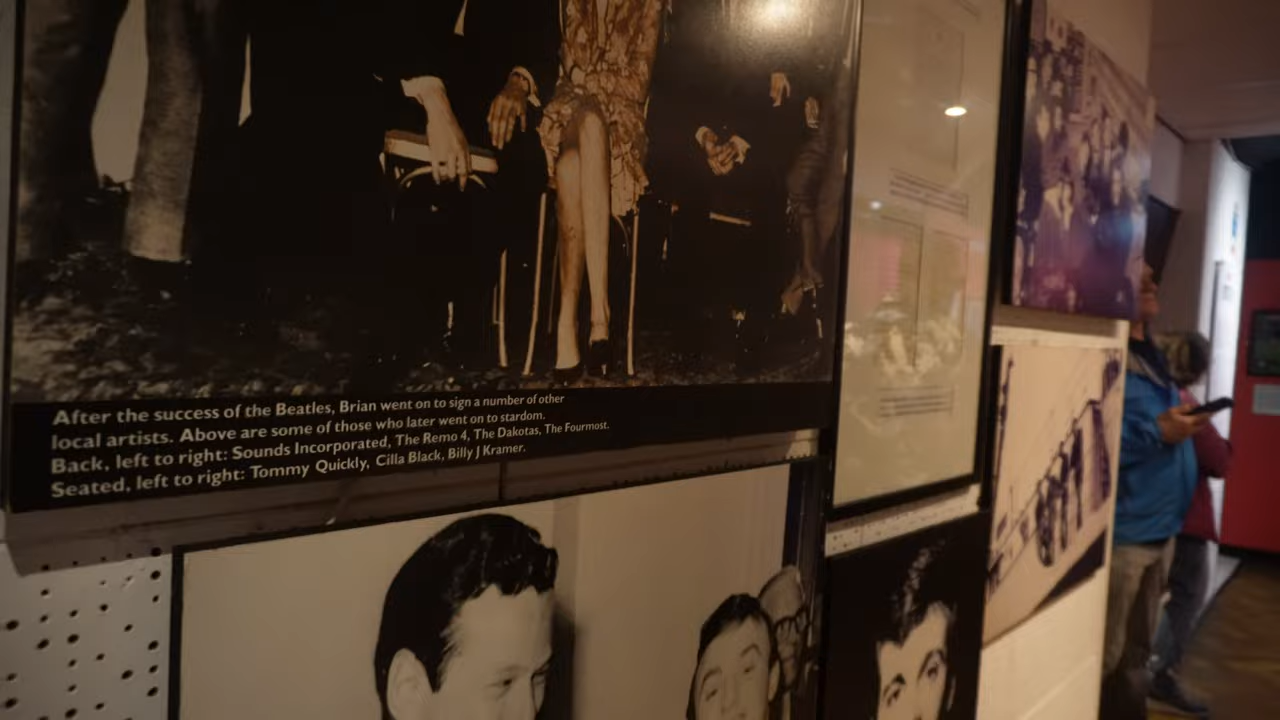 After the success of the Beatles, Brian went on to sign a number of other
local artists. Above are some of those who later went on to stardom.
Back, left to right: Sounds Incorporated, The Remo 4, The Dakotas, The Fourmost.
Seated, left to right: Tommy Quickly, Cilla Black, Billy J Kramer.